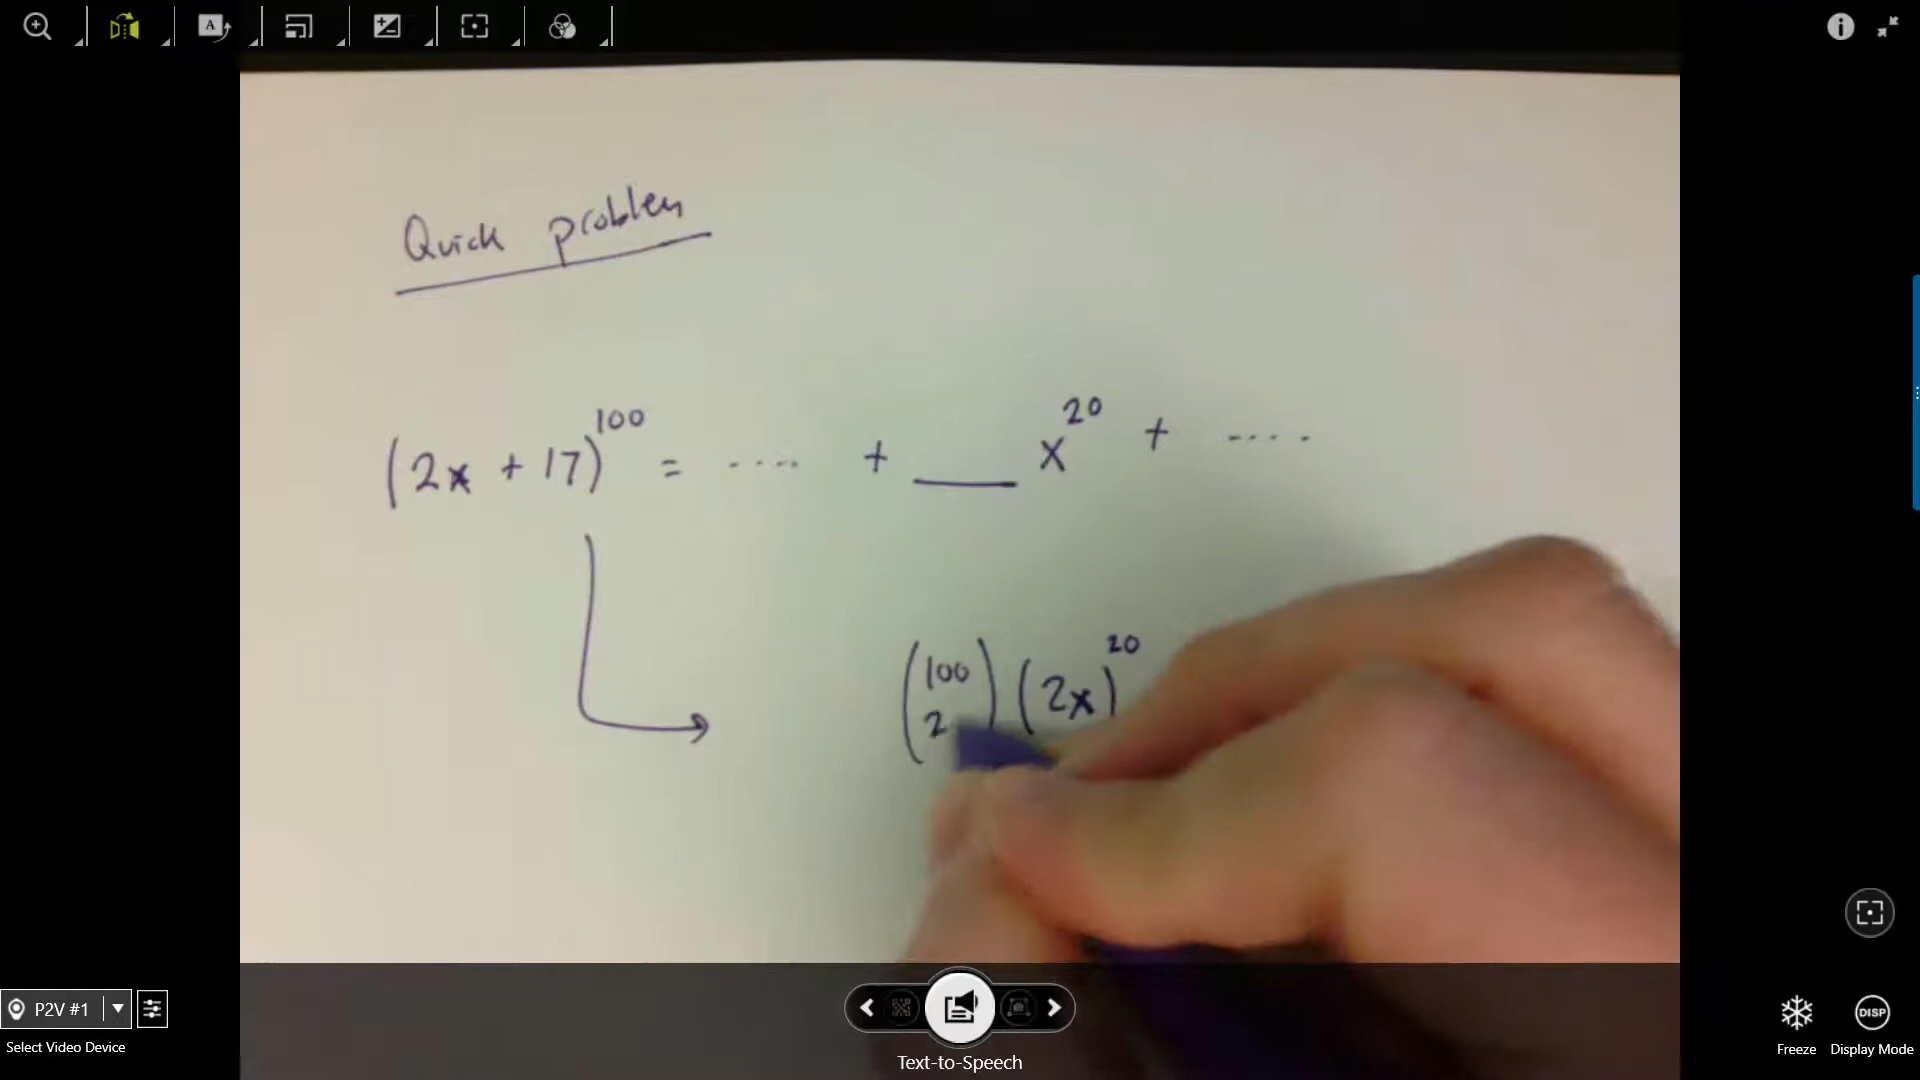 Quick problem
(2x + 17)^100 = .... + ___ x^20 + ....
(100 2 (2x)^20
P2V #1
Select Video Device
Text-to-Speech
Freeze
DISP
Display Mode
A